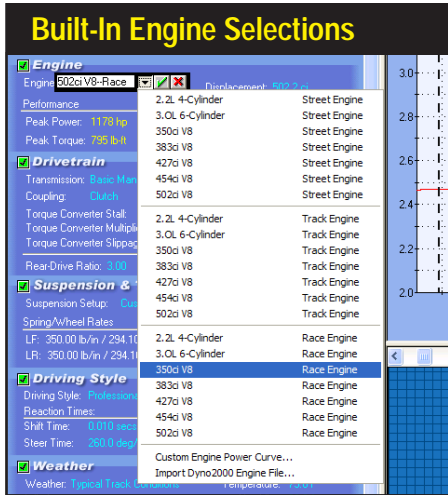 Built-In Engine Selections
Engine
Engine 502ci V8--Race Displacement: 502.2 ci
Performance
Peak Power: 1178 hp
Peak Torque: 795 lb-ft
Drivetrain
Transmission: Basic Man
Coupling: Clutch
Torque Converter Stall:
Torque Converter Multipli
Torque Converter Slippag
Rear-Drive Ratio: 3.00
Suspension &
Suspension Setup: Cus
Spring/Wheel Rates
LF: 350.00 lb/in / 294.10
LR: 350.00 lb/in / 294.10
Driving Style
Driving Style: Professiona
Reaction Times:
Shift Time: 0.010 secs
Steer Time: 260.0 deg/
Weather
Weather: Typical Track Conditions Temperature: 75.0
2.2L 4-Cylinder Street Engine
3.0L 6-Cylinder Street Engine
350ci V8 Street Engine
383ci V8 Street Engine
427ci V8 Street Engine
454ci V8 Street Engine
502ci V8 Street Engine
2.2L 4-Cylinder Track Engine
3.0L 6-Cylinder Track Engine
350ci V8 Track Engine
383ci V8 Track Engine
427ci V8 Track Engine
454ci V8 Track Engine
502ci V8 Track Engine
2.2L 4-Cylinder Race Engine
3.0L 6-Cylinder Race Engine
350ci V8 Race Engine
383ci V8 Race Engine
427ci V8 Race Engine
454ci V8 Race Engine
502ci V8 Race Engine
Custom Engine Power Curve...
Import Dyno2000 Engine File...
3.0
2.8
2.6
2.4
2.2
2.0